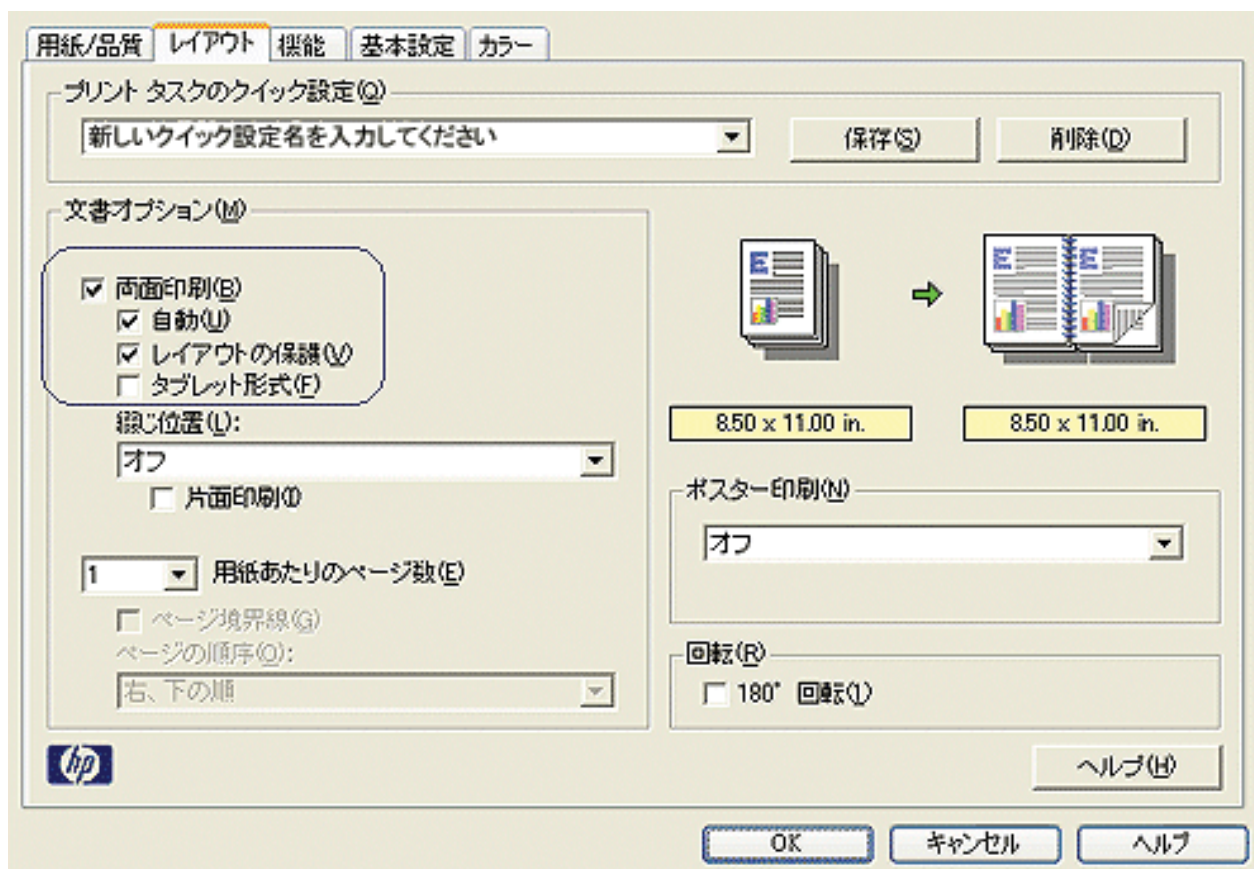 用紙/品質 レイアウト 機能 基本設定 カラー
プリント タスクのクイック設定(Q)
新しいクイック設定名を入力してください 保存(S) 削除(D)
文書オプション(M)
両面印刷(B)
自動(U)
レイアウトの保護(V)
タブレット形式(F)
綴じ位置(L):
オフ
片面印刷(I)
1 用紙あたりのページ数(E)
ページ境界線(G)
ページの順序(O):
右、下の順
E
E E
8.50 x 11.00 in. 8.50 x 11.00 in.
ポスター印刷(N)
オフ
回転(R)
180° 回転(1)
hp
ヘルプ(H)
OK キャンセル ヘルプ